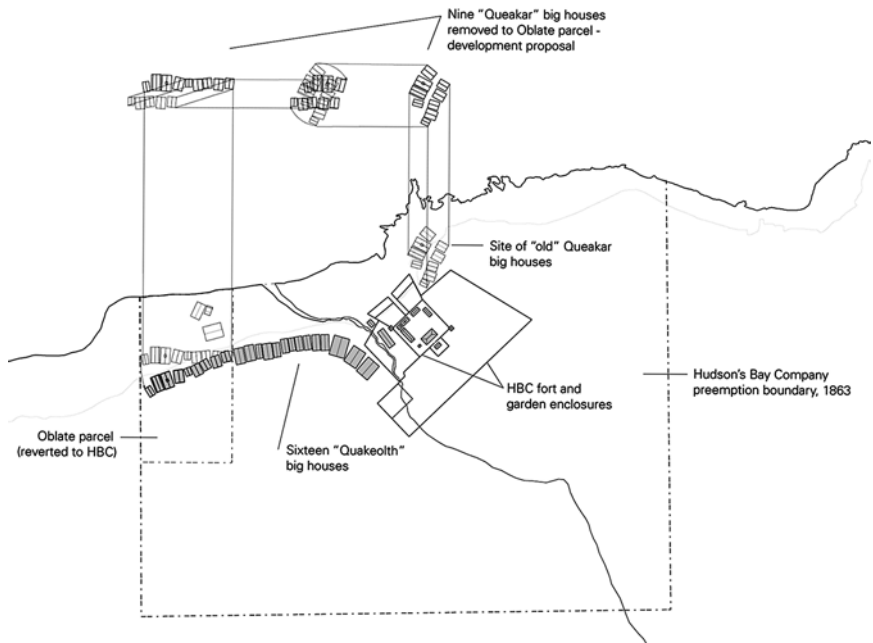 Nine “Queakar” big houses
removed to Oblate parcel -
development proposal
Site of “old” Queakar
big houses
HBC fort and
garden enclosures
Hudson’s Bay Company
preemption boundary, 1863
Oblate parcel
(reverted to HBC)
Sixteen “Quakeolth”
big houses